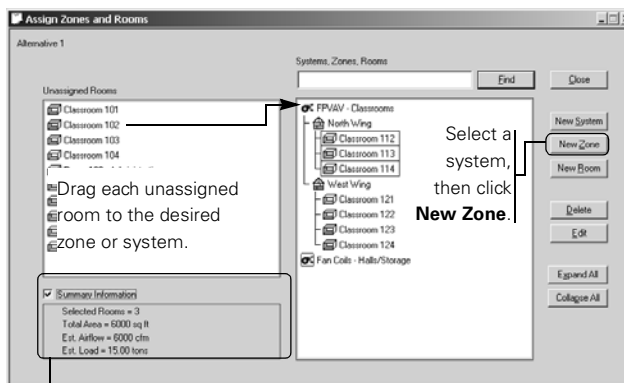 Assign Zones and Rooms
Alternative 1
Systems, Zones, Rooms
Find
Close
Unassigned Rooms
Classroom 101
Classroom 102
Classroom 103
Classroom 104
Drag each unassigned
room to the desired
zone or system.
FPVAV - Classrooms
North Wing
Classroom 112
Classroom 113
Classroom 114
West Wing
Classroom 121
Classroom 122
Classroom 123
Classroom 124
Fan Coils - Halls/Storage
Select a
system,
then click
New Zone.
New System
New Zone
New Room
Delete
Edit
Expand All
Collapse All
Summary Information
Selected Rooms = 3
Total Area = 6000 sq ft
Est. Airflow = 6000 cfm
Est. Load = 15.00 tons